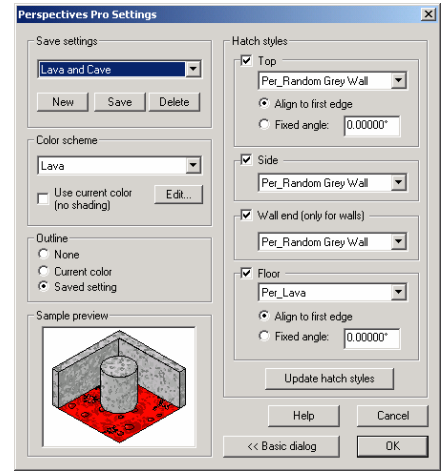 Perspectives Pro Settings
Save settings
Lava and Cave
New
Save
Delete
Color scheme
Lava
Use current color
(no shading)
Edit...
Outline
None
Current color
Saved setting
Sample preview
Hatch styles
Top
Per_Random Grey Wall
Align to first edge
Fixed angle:
0.00000°
Side
Per_Random Grey Wall
Wall end (only for walls)
Per_Random Grey Wall
Floor
Per_Lava
Align to first edge
Fixed angle:
0.00000°
Update hatch styles
Help
Cancel
<< Basic dialog
OK